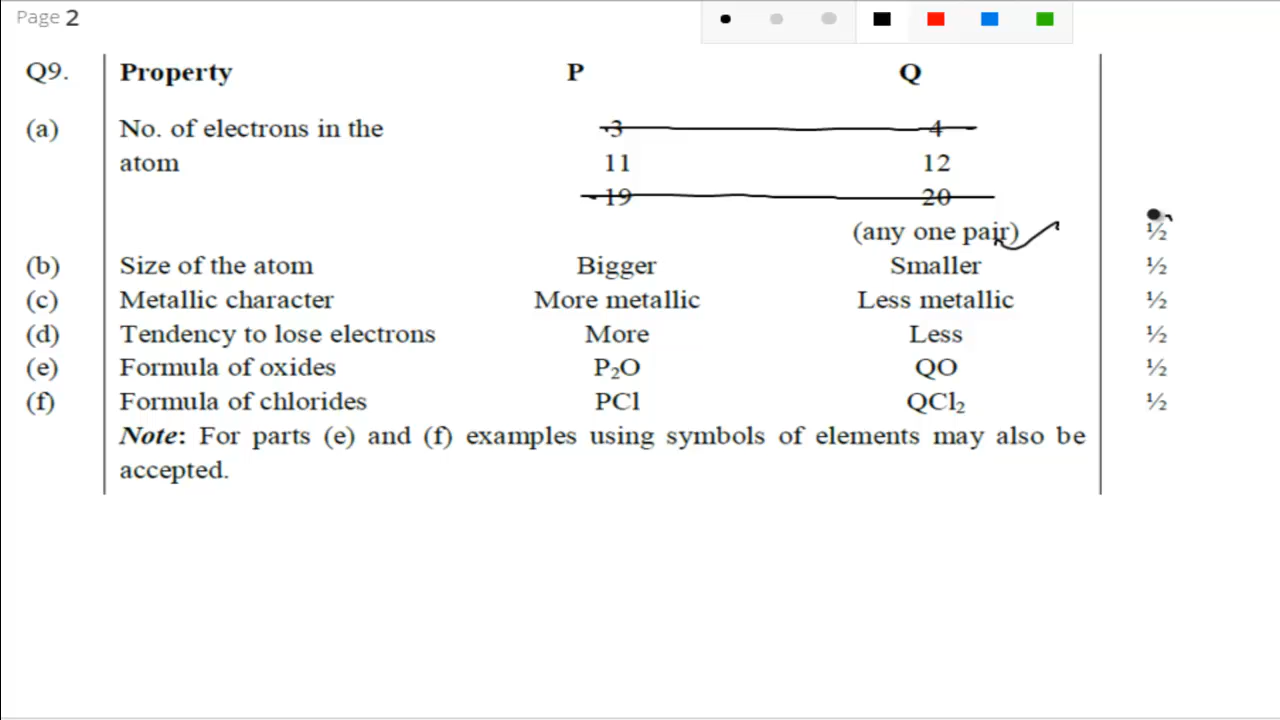 Page 2
Q9. Property P Q
(a) No. of electrons in the 3 4
atom 11 12
19 20
(any one pair) ½
(b) Size of the atom Bigger Smaller ½
(c) Metallic character More metallic Less metallic ½
(d) Tendency to lose electrons More Less ½
(e) Formula of oxides P₂O QO ½
(f) Formula of chlorides PCl QCl₂ ½
Note: For parts (e) and (f) examples using symbols of elements may also be
accepted.